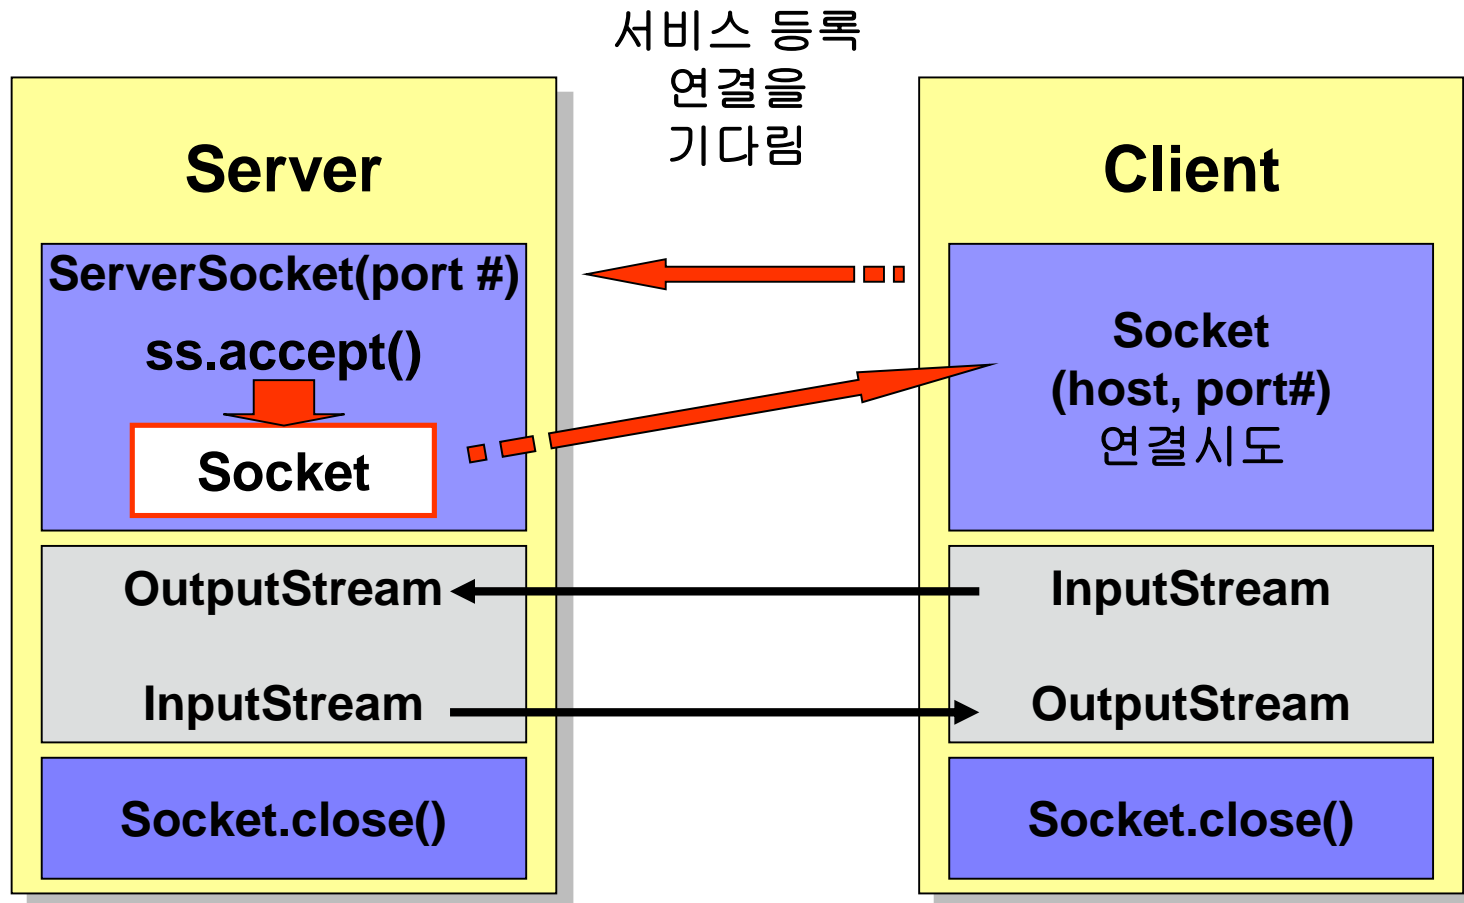 서비스 등록
연결을
기다림
Server
ServerSocket(port #)
ss.accept()
Socket
OutputStream
InputStream
Socket.close()
Client
Socket
(host, port#)
연결시도
InputStream
OutputStream
Socket.close()